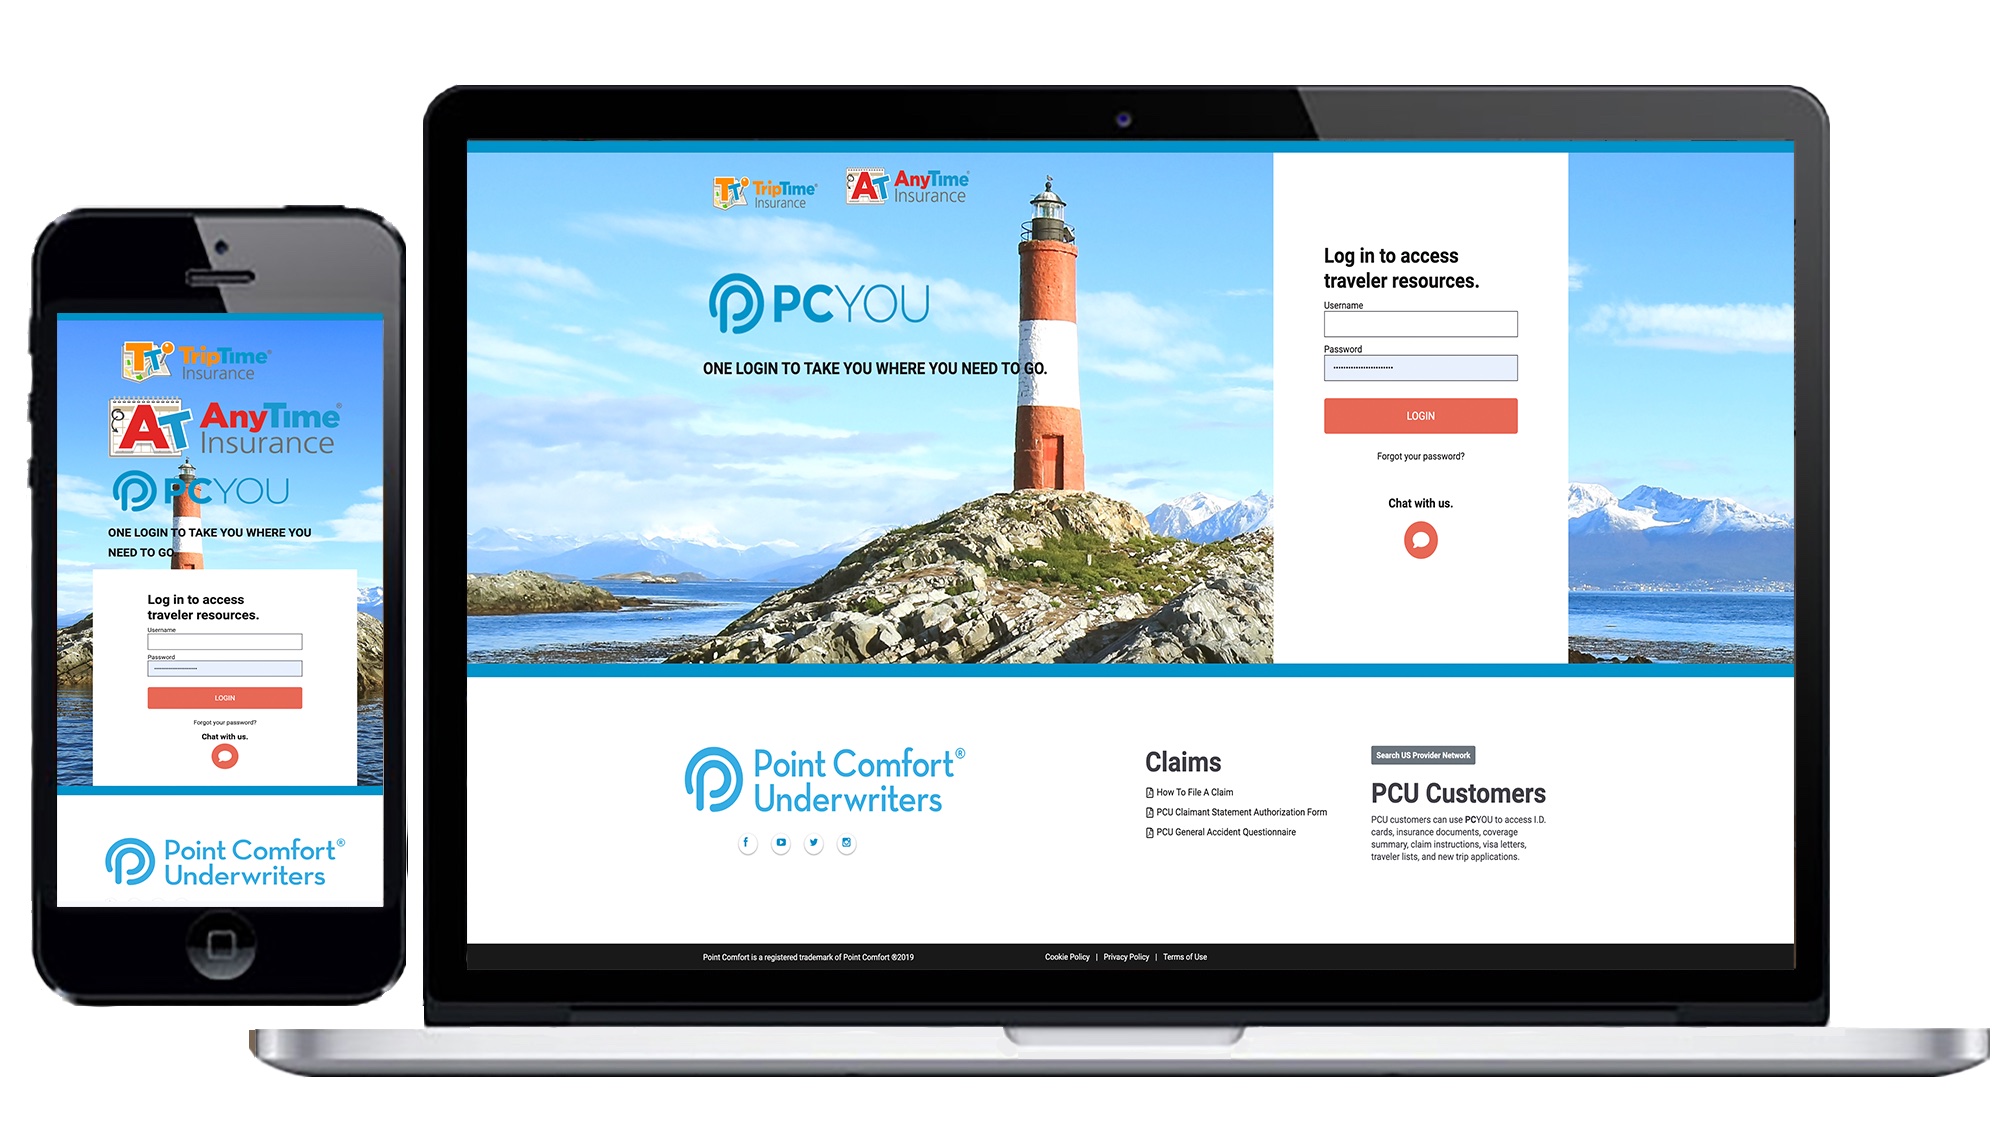 TT TripTime®
Insurance
AT AnyTime®
Insurance
PCYOU
ONE LOGIN TO TAKE YOU WHERE YOU
NEED TO GO.
Log in to access
traveler resources.
Username
Password
LOGIN
Forgot your password?
Chat with us.
Point Comfort®
Underwriters
TT TripTime®
Insurance
AT AnyTime®
Insurance
PCYOU
ONE LOGIN TO TAKE YOU WHERE YOU NEED TO GO.
Log in to access
traveler resources.
Username
Password
LOGIN
Forgot your password?
Chat with us.
Point Comfort®
Underwriters
Claims
How To File A Claim
PCU Claimant Statement Authorization Form
PCU General Accident Questionnaire
Search US Provider Network
PCU Customers
PCU customers can use PCYOU to access I.D.
cards, insurance documents, coverage
summary, claim instructions, visa letters,
traveler lists, and new trip applications.
Point Comfort is a registered trademark of Point Comfort ®2019
Cookie Policy | Privacy Policy | Terms of Use